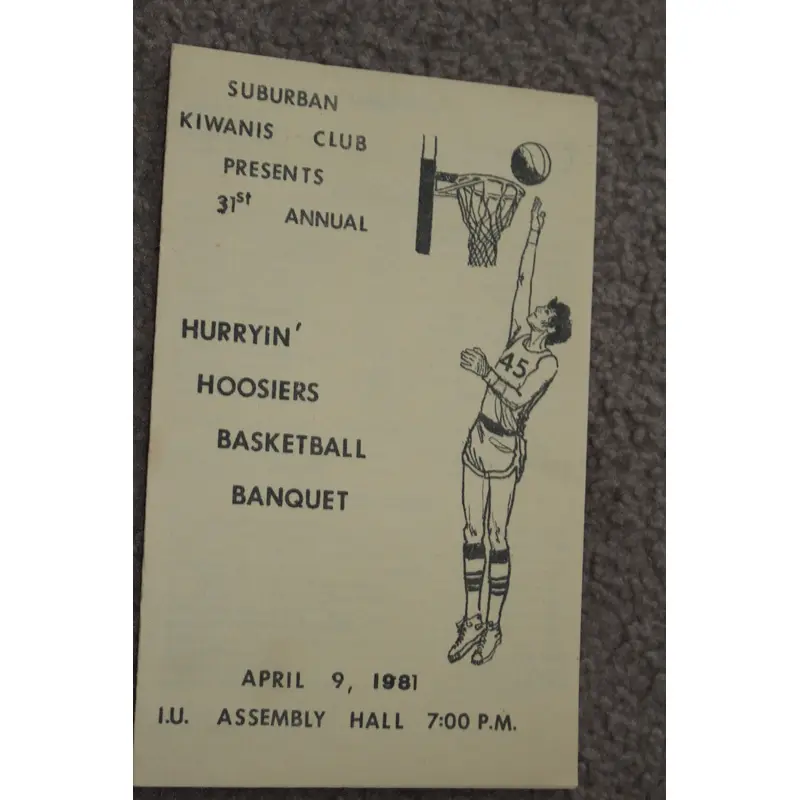 SUBURBAN
KIWANIS CLUB
PRESENTS
31st ANNUAL
HURRYIN'
HOOSIERS
BASKETBALL
BANQUET
45
APRIL 9, 1981
I.U. ASSEMBLY HALL 7:00 P.M.